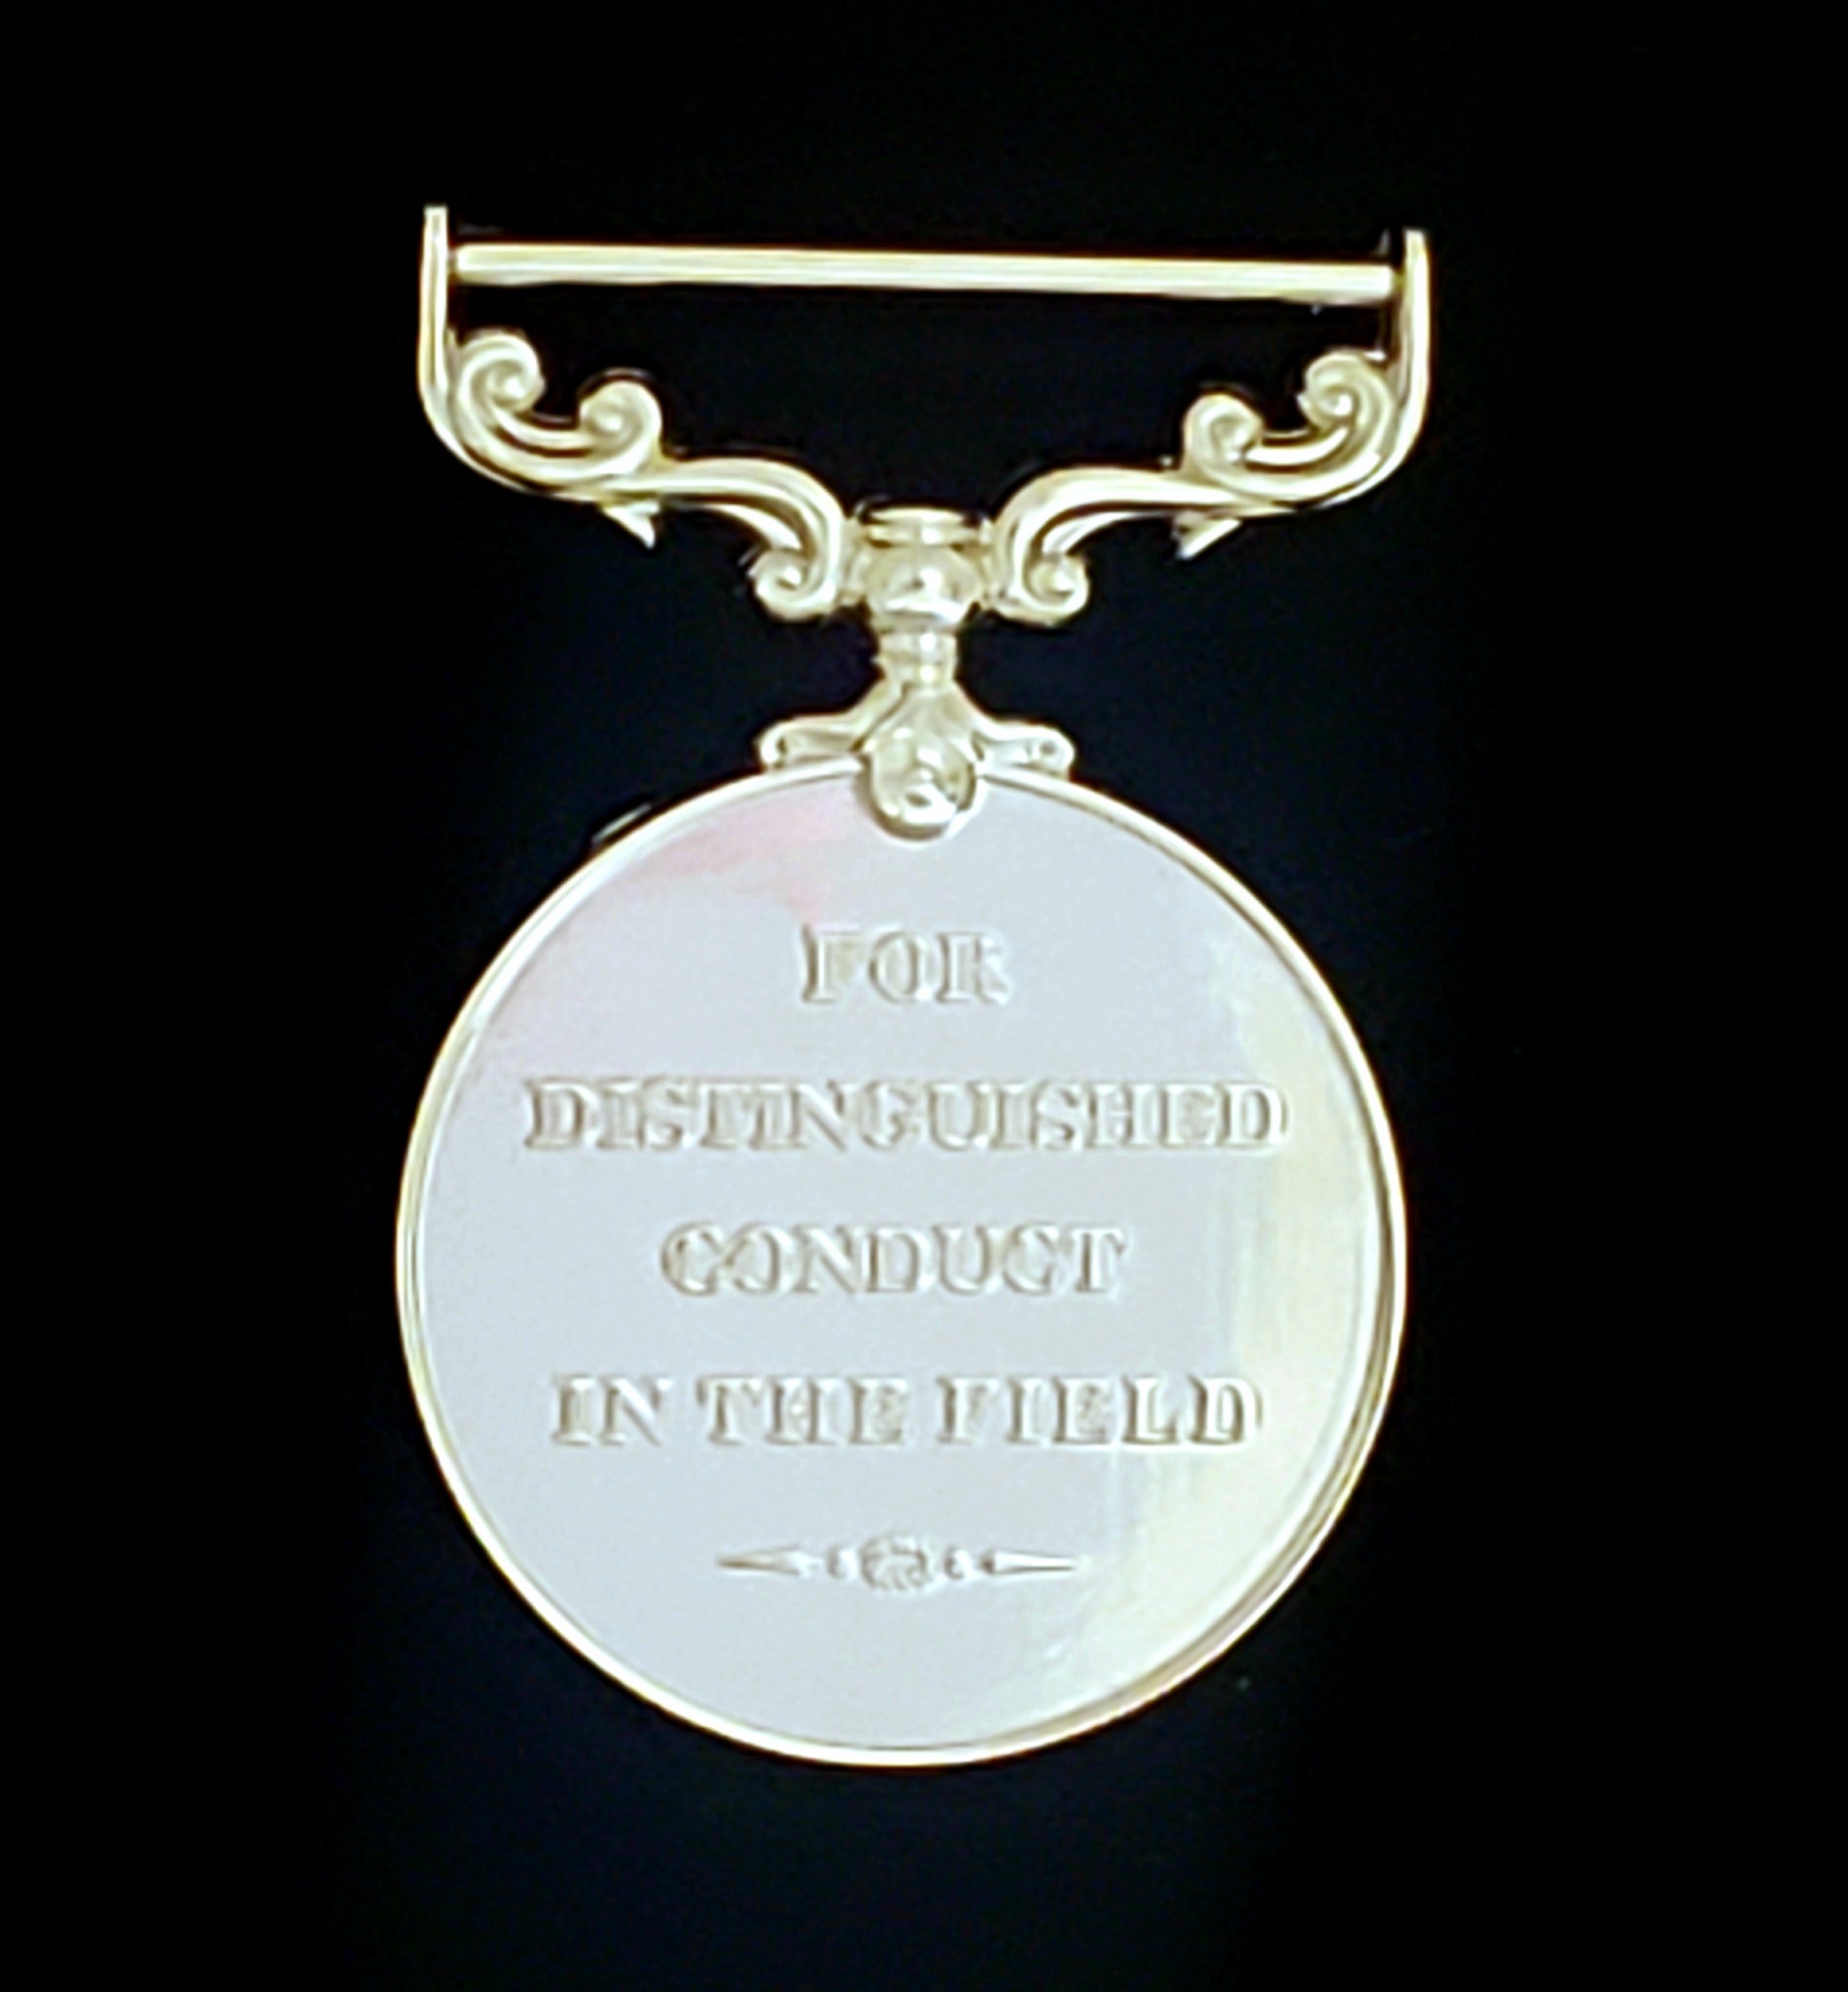 FOR
DISTINGUISHED
CONDUCT
IN THE FIELD